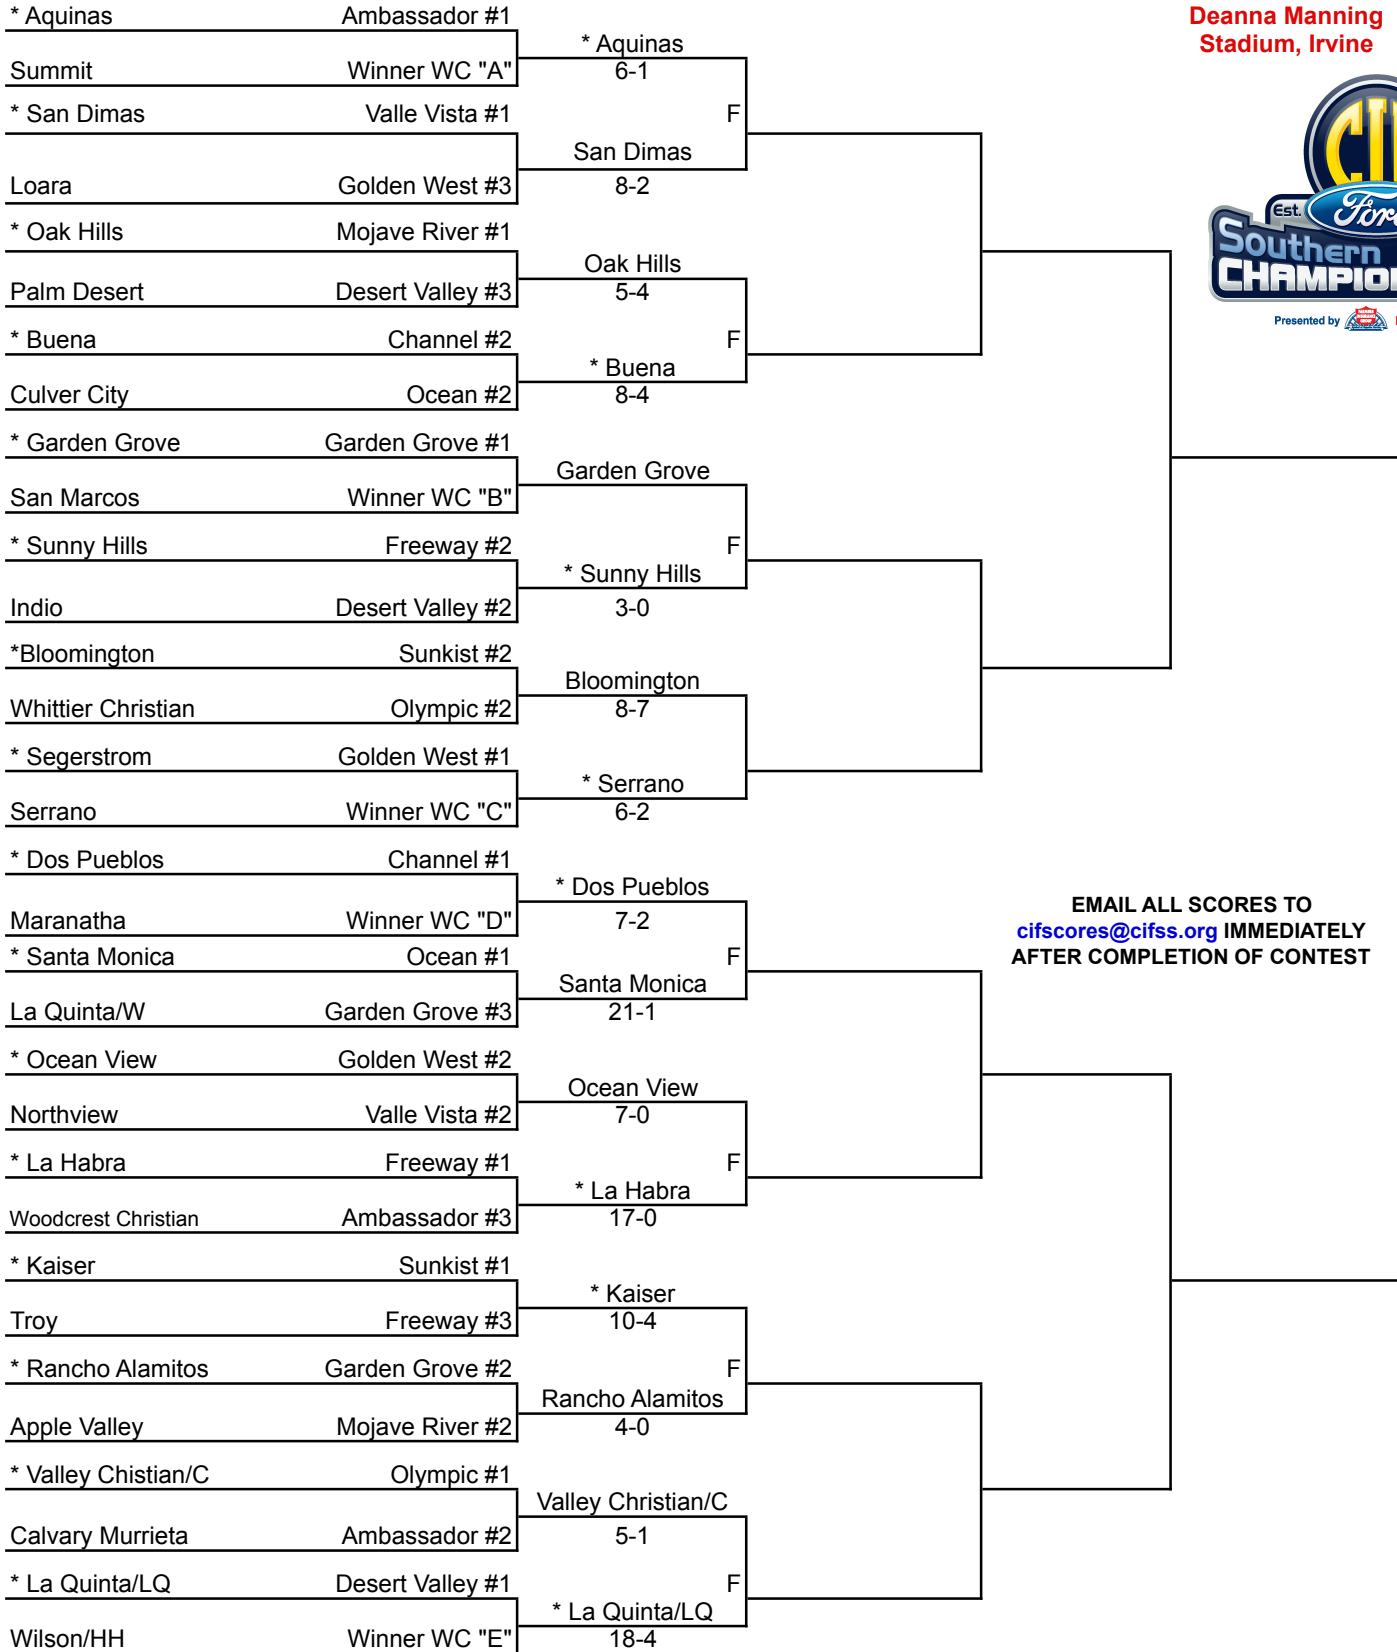 * Aquinas Ambassador #1
Summit Winner WC "A"
* San Dimas Valle Vista #1
Loara Golden West #3
* Oak Hills Mojave River #1
Palm Desert Desert Valley #3
* Buena Channel #2
Culver City Ocean #2
* Garden Grove Garden Grove #1
San Marcos Winner WC "B"
* Sunny Hills Freeway #2
Indio Desert Valley #2
*Bloomington Sunkist #2
Whittier Christian Olympic #2
* Segerstrom Golden West #1
Serrano Winner WC "C"
* Dos Pueblos Channel #1
Maranatha Winner WC "D"
* Santa Monica Ocean #1
La Quinta/W Garden Grove #3
* Ocean View Golden West #2
Northview Valle Vista #2
* La Habra Freeway #1
Woodcrest Christian Ambassador #3
* Kaiser Sunkist #1
Troy Freeway #3
* Rancho Alamitos Garden Grove #2
Apple Valley Mojave River #2
* Valley Chistian/C Olympic #1
Calvary Murrieta Ambassador #2
* La Quinta/LQ Desert Valley #1
Wilson/HH Winner WC "E"
* Aquinas
6-1
F
San Dimas
8-2
Oak Hills
5-4
F
* Buena
8-4
Garden Grove
F
* Sunny Hills
3-0
Bloomington
8-7
* Serrano
6-2
* Dos Pueblos
7-2
F
Santa Monica
21-1
Ocean View
7-0
F
* La Habra
17-0
* Kaiser
10-4
F
Rancho Alamitos
4-0
Valley Christian/C
5-1
F
* La Quinta/LQ
18-4
Deanna Manning
Stadium, Irvine
Est.
Southern
Presented by
EMAIL ALL SCORES TO
cifscores@cifss.org IMMEDIATELY
AFTER COMPLETION OF CONTEST